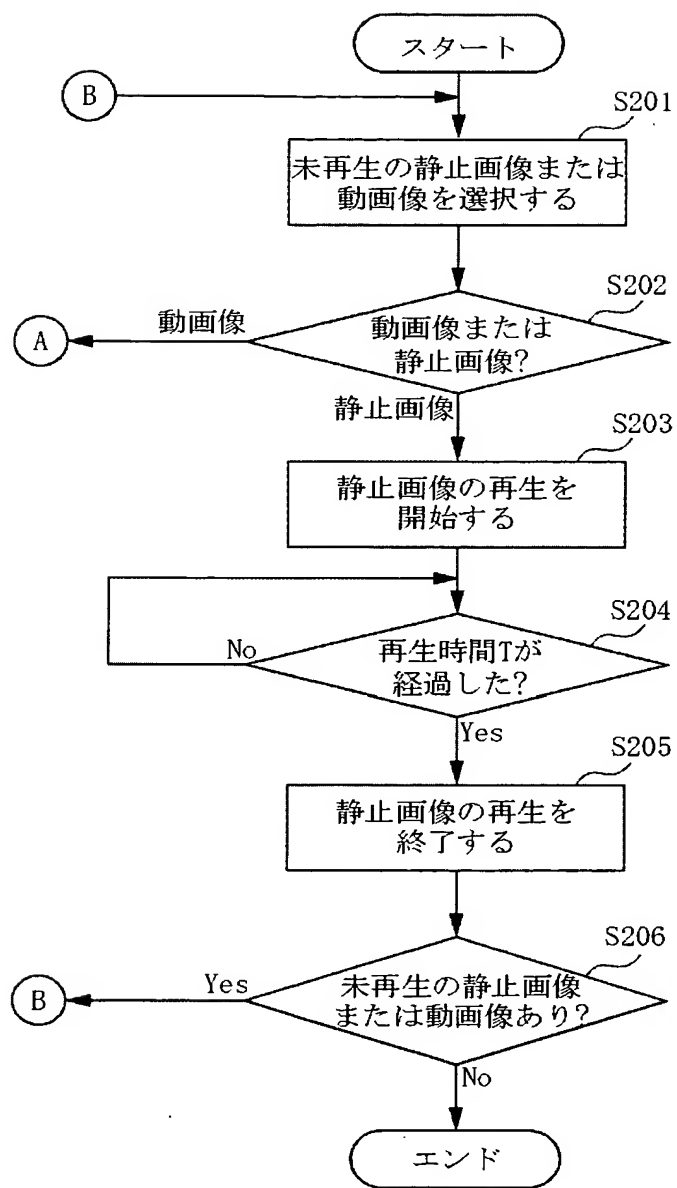 スタート
B
S201
未再生の静止画像または
動画像を選択する
S202
動画像
A
動画像または
静止画像?
静止画像
S203
静止画像の再生を
開始する
S204
No
再生時間Tが
経過した?
Yes
S205
静止画像の再生を
終了する
S206
Yes
B
未再生の静止画像
または動画像あり?
No
エンド